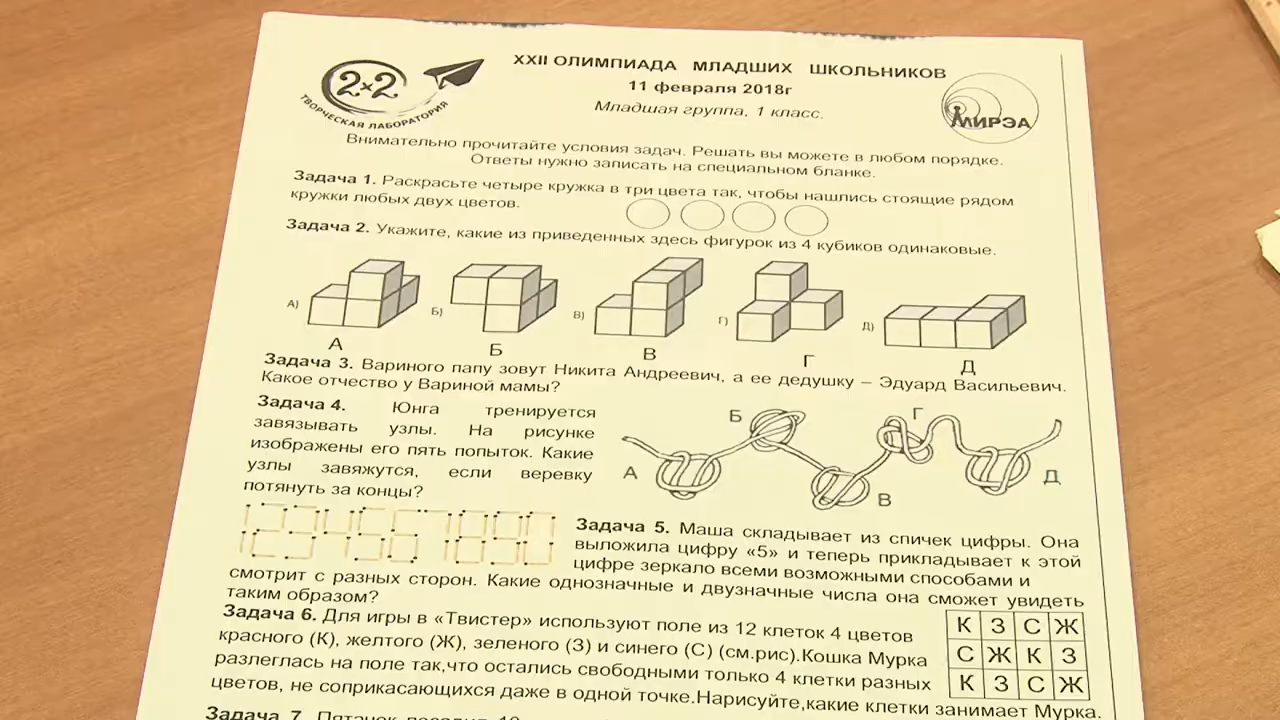 2×2
ТВОРЧЕСКАЯ ЛАБОРАТОРИЯ
XXII ОЛИМПИАДА МЛАДШИХ ШКОЛЬНИКОВ
11 февраля 2018г
Младшая группа, 1 класс.
МИРЭА
Внимательно прочитайте условия задач. Решать вы можете в любом порядке.
Ответы нужно записать на специальном бланке.
Задача 1. Раскрасьте четыре кружка в три цвета так, чтобы нашлись стоящие рядом
кружки любых двух цветов.
Задача 2. Укажите, какие из приведенных здесь фигурок из 4 кубиков одинаковые.
А) Б) В) Г) Д)
А Б В Г Д
Задача 3. Вариного папу зовут Никита Андреевич, а ее дедушку – Эдуард Васильевич.
Какое отчество у Вариной мамы?
Задача 4. Юнга тренируется
завязывать узлы. На рисунке
изображены его пять попыток. Какие
узлы завяжутся, если веревку
потянуть за концы?
А Б В Г Д
1234567890
Задача 5. Маша складывает из спичек цифры. Она
выложила цифру «5» и теперь прикладывает к этой
цифре зеркало всеми возможными способами и
смотрит с разных сторон. Какие однозначные и двузначные числа она сможет увидеть
таким образом?
Задача 6. Для игры в «Твистер» используют поле из 12 клеток 4 цветов
красного (К), желтого (Ж), зеленого (З) и синего (С) (см.рис).Кошка Мурка
разлеглась на поле так,что остались свободными только 4 клетки разных
цветов, не соприкасающихся даже в одной точке.Нарисуйте,какие клетки занимает Мурка.
К З С Ж
С Ж К З
К З С Ж
Задача 7. Пятачок посадил 10